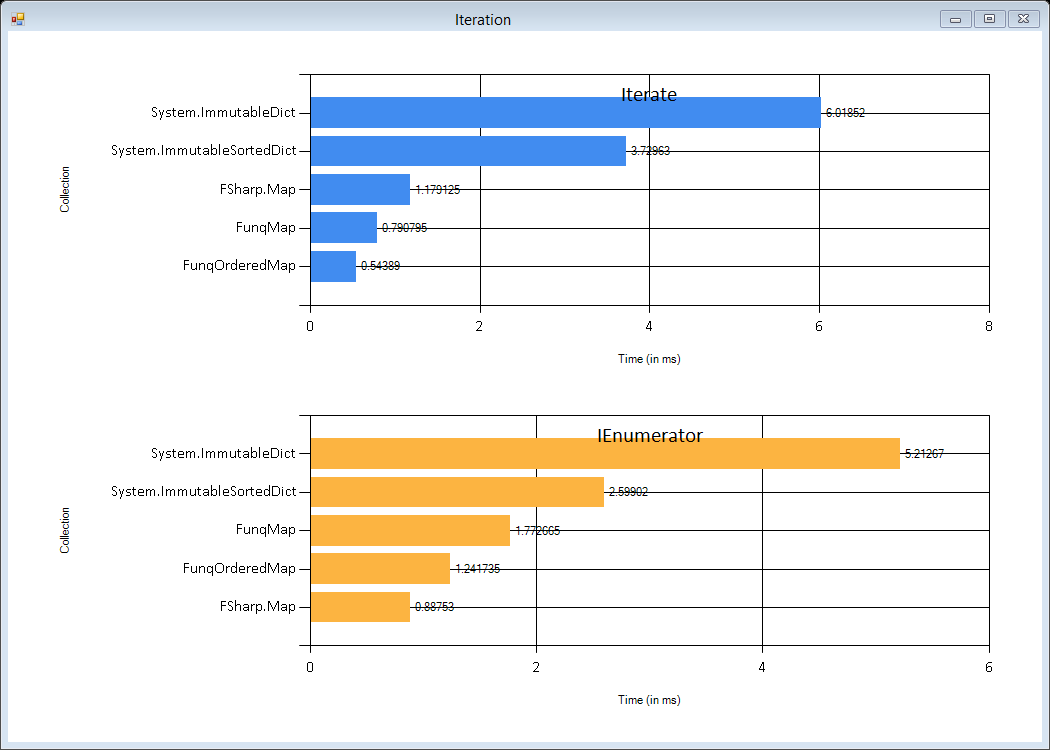 Iteration
Iterate
System.ImmutableDict 6.01852
System.ImmutableSortedDict 3.72963
FSharp.Map 1.179125
FunqMap 0.790795
FunqOrderedMap 0.54389
Collection
0 2 4 6 8
Time (in ms)
IEnumerator
System.ImmutableDict 5.21267
System.ImmutableSortedDict 2.59902
FunqMap 1.772665
FunqOrderedMap 1.241735
FSharp.Map 0.88753
Collection
0 2 4 6
Time (in ms)